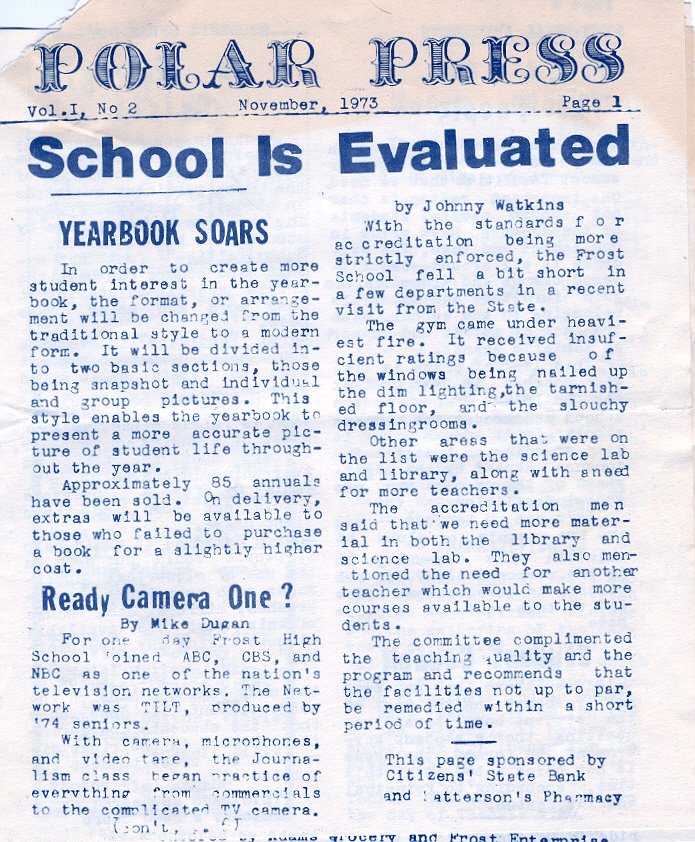 POLAR PRESS
Vol.I, No 2 November, 1973 Page 1
School Is Evaluated
YEARBOOK SOARS
In order to create more
student interest in the year-
book, the format, or arrange-
ment will be changed from the
traditional style to a modern
form. It will be divided in-
to two basic sections, those
being snapshot and individual
and group pictures. This
style enables the yearbook to
present a more accurate pic-
ture of student life through-
out the year.
Approximately 85 annuals
have been sold. On delivery,
extras will be available to
those who failed to purchase
a book for a slightly higher
cost.
Ready Camera One ?
By Mike Dugan
For one day Frost High
School joined ABC, CBS, and
NBC as one of the nation's
television networks. The Net-
work was TILT, produced by
'74 seniors.
With camera, microphones,
and video tape, the Journa-
lism class began practice of
everything from commercials
to the complicated TV camera.
(Con't,
by Johnny Watkins
With the standards f o r
ac creditation being more
strictly enforced, the Frost
School fell a bit short in
a few departments in a recent
visit from the State.
The gym came under heavi-
est fire. It received insuf-
cient ratings because o f
the windows being nailed up
the dim lighting,the tarnish-
ed floor, and the slouchy
dressingrooms.
Other areas that were on
the list were the science lab
and library, along with aneed
for more teachers.
The accreditation men
said that we need more mater-
ial in both the library and
science lab. They also men-
tioned the need for another
teacher which would make more
courses available to the stu-
dents.
The committee complimented
the teaching quality and the
program and recommends that
the facilities not up to par,
be remedied within a short
period of time.
This page sponsored by
Citizens' State Bank
and Patterson's Pharmacy
by Adams grocery and Frost Enterprise